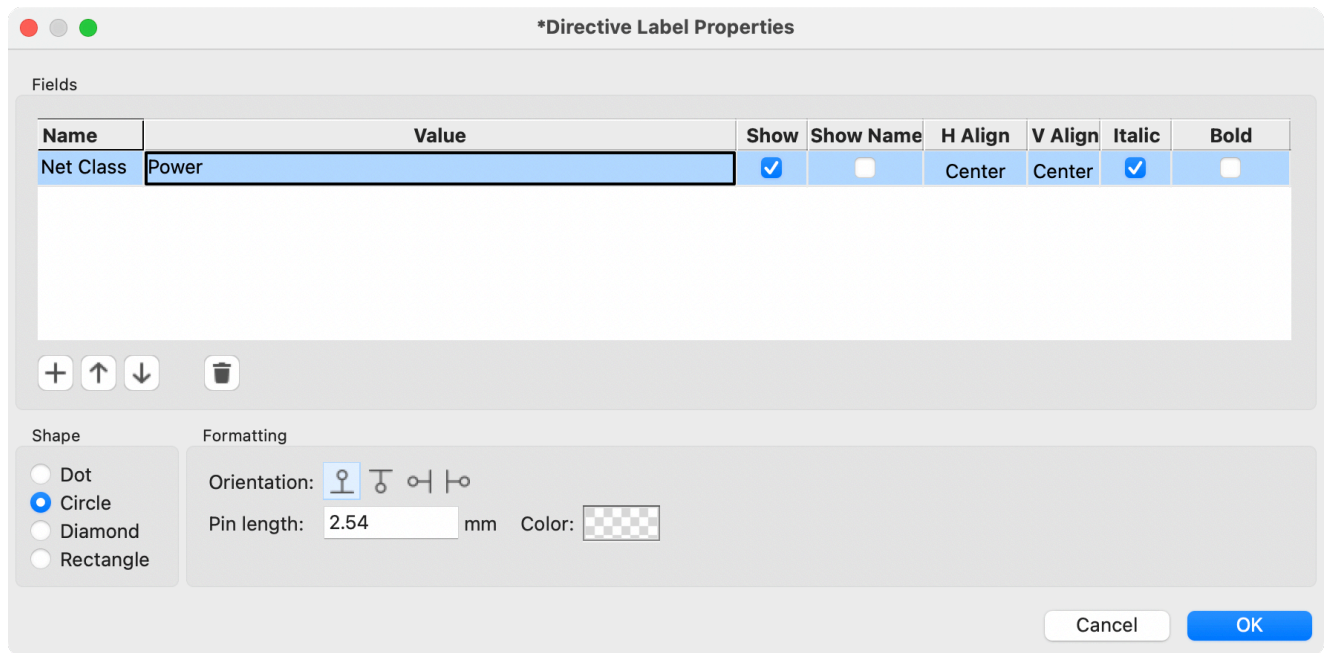 *Directive Label Properties
Fields
Name Value Show Show Name H Align V Align Italic Bold
Net Class Power Center Center
Shape
Dot
Circle
Diamond
Rectangle
Formatting
Orientation:
Pin length: 2.54 mm Color:
Cancel OK